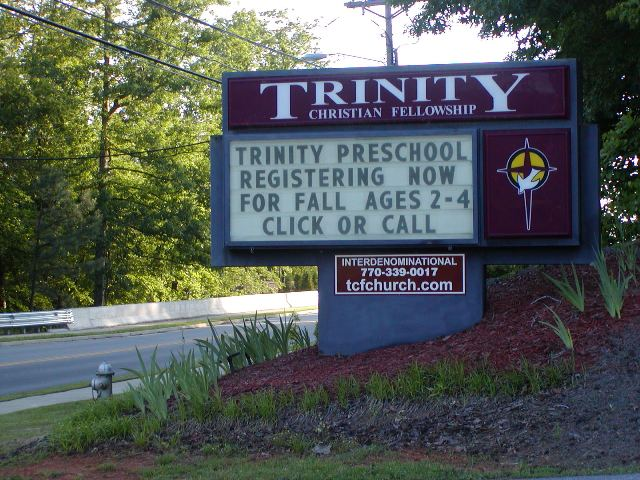 TRINITY
CHRISTIAN FELLOWSHIP
TRINITY PRESCHOOL
REGISTERING NOW
FOR FALL AGES 2-4
CLICK OR CALL
INTERDENOMINATIONAL
770-339-0017
tcfchurch.com